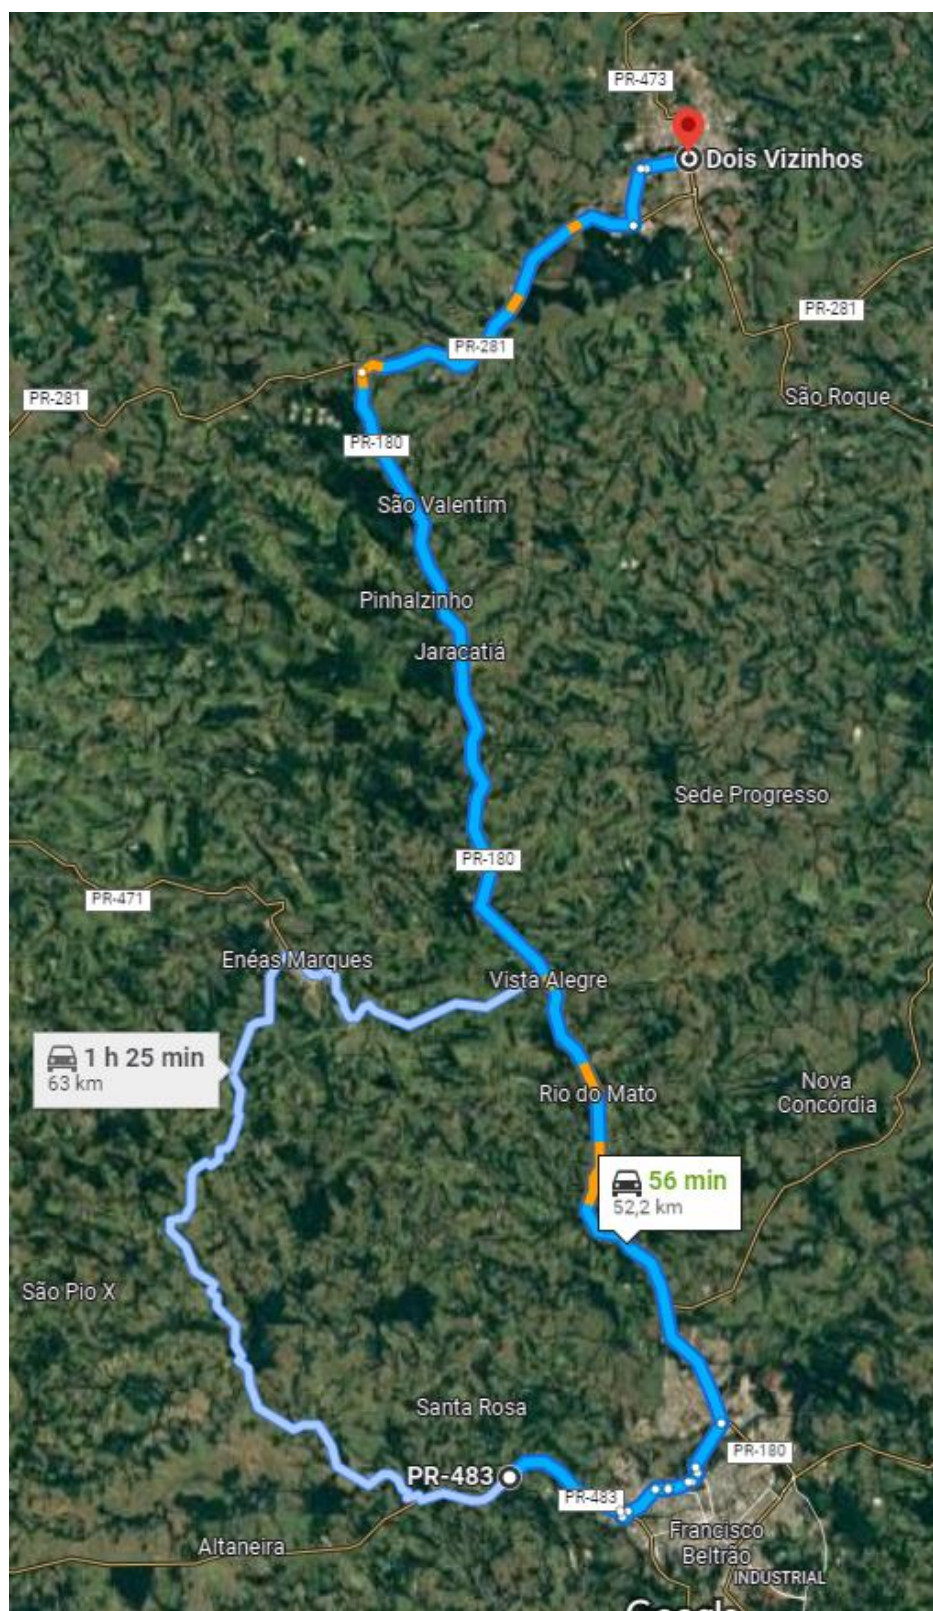 PR-473
Dois Vizinhos
PR-281
PR-281
PR-281
São Roque
PR-180
São Valentim
Pinhalzinho
Jaracatiá
Sede Progresso
PR-180
PR-471
Enéas Marques
Vista Alegre
1 h 25 min
63 km
Rio do Mato
Nova
Concórdia
56 min
52,2 km
São Pio X
Santa Rosa
PR-180
PR-483
PR-483
Francisco
Beltrão
Altaneira
INDUSTRIAL
Google